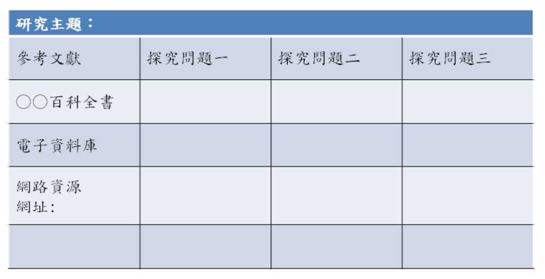 研究主題：
參考文獻 探究問題一 探究問題二 探究問題三
○○百科全書
電子資料庫
網路資源
網址: